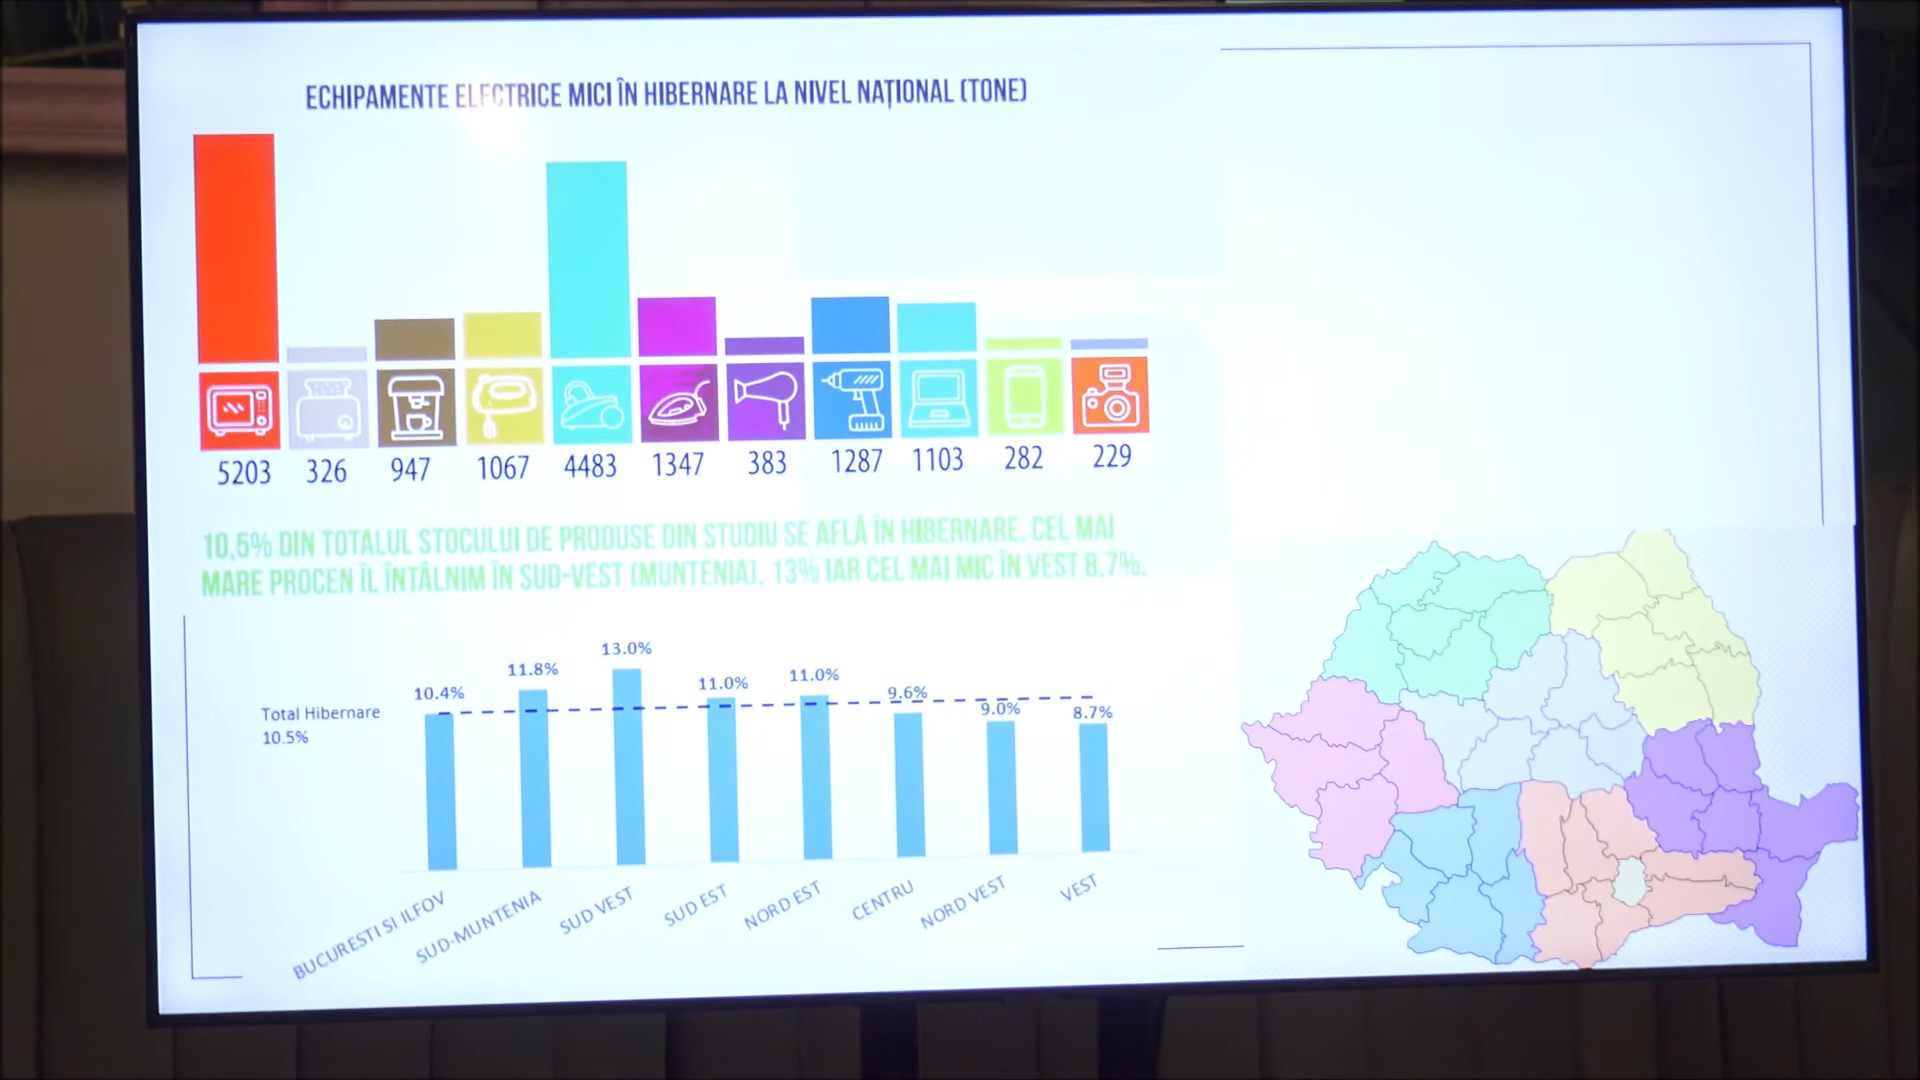 ECHIPAMENTE ELECTRICE MICI ÎN HIBERNARE LA NIVEL NAȚIONAL (TONE)
5203 326 947 1067 4483 1347 383 1287 1103 282 229
10,5% DIN TOTALUL STOCULUI DE PRODUSE DIN STUDIU SE AFLĂ ÎN HIBERNARE. CEL MAI
MARE PROCEN ÎL ÎNTÂLNIM ÎN SUD-VEST (MUNTENIA), 13% IAR CEL MAI MIC ÎN VEST 8.7%.
Total Hibernare
10.5%
10.4% 11.8% 13.0% 11.0% 11.0% 9.6% 9.0% 8.7%
BUCURESTI SI ILFOV SUD-MUNTENIA SUD VEST SUD EST NORD EST CENTRU NORD VEST VEST